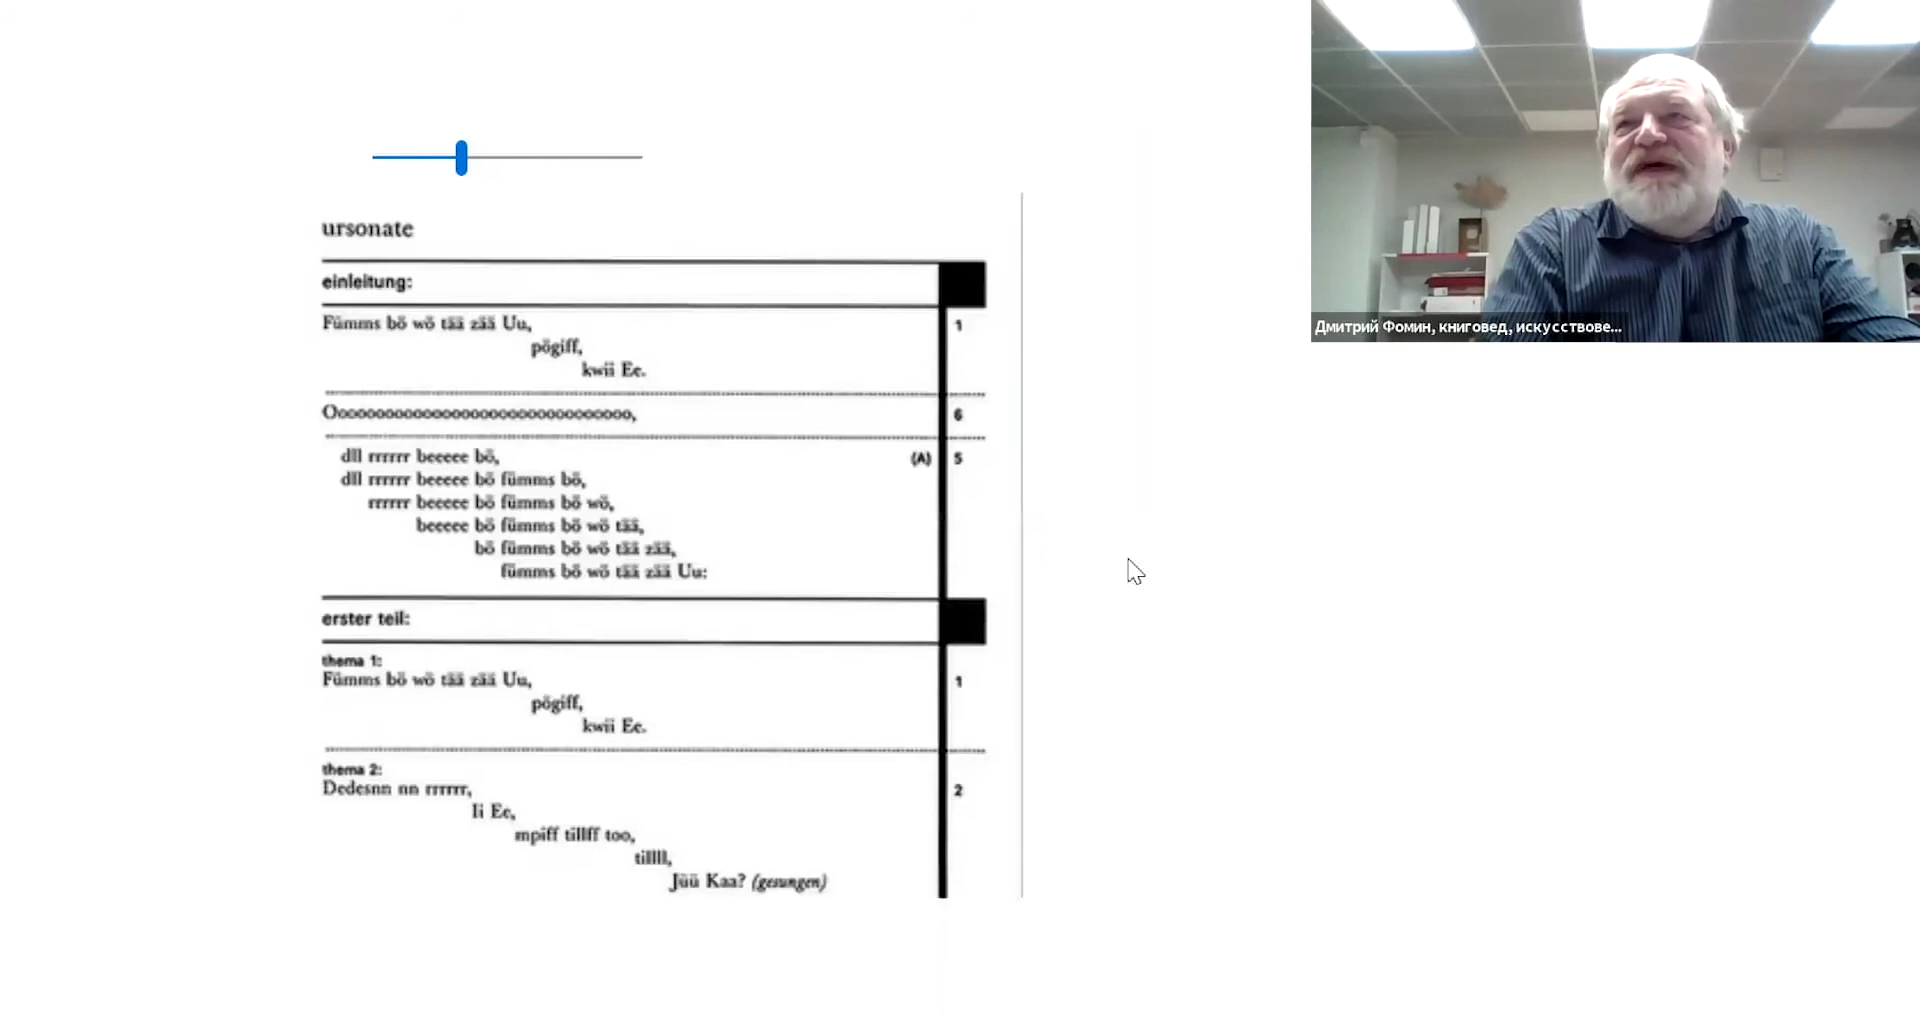 ursonate
einleitung:
Fümms bö wö tää zää Uu, 1
pögiff,
kwii Ee.
Oooooooooooooooooooooooooooooooo, 6
dll rrrrrr beeeee bö, (A) 5
dll rrrrrr beeeee bö fümms bö,
rrrrrr beeeee bö fümms bö wö,
beeeee bö fümms bö wö tää,
bö fümms bö wö tää zää,
fümms bö wö tää zää Uu:
erster teil:
thema 1:
Fümms bö wö tää zää Uu, 1
pögiff,
kwii Ee.
thema 2:
Dedesnn nn rrrrrr, 2
Ii Ee,
mpiff tillff too,
tillll,
Jüü Kaa? (gesungen)
Дмитрий Фомин, книговед, искусствове...